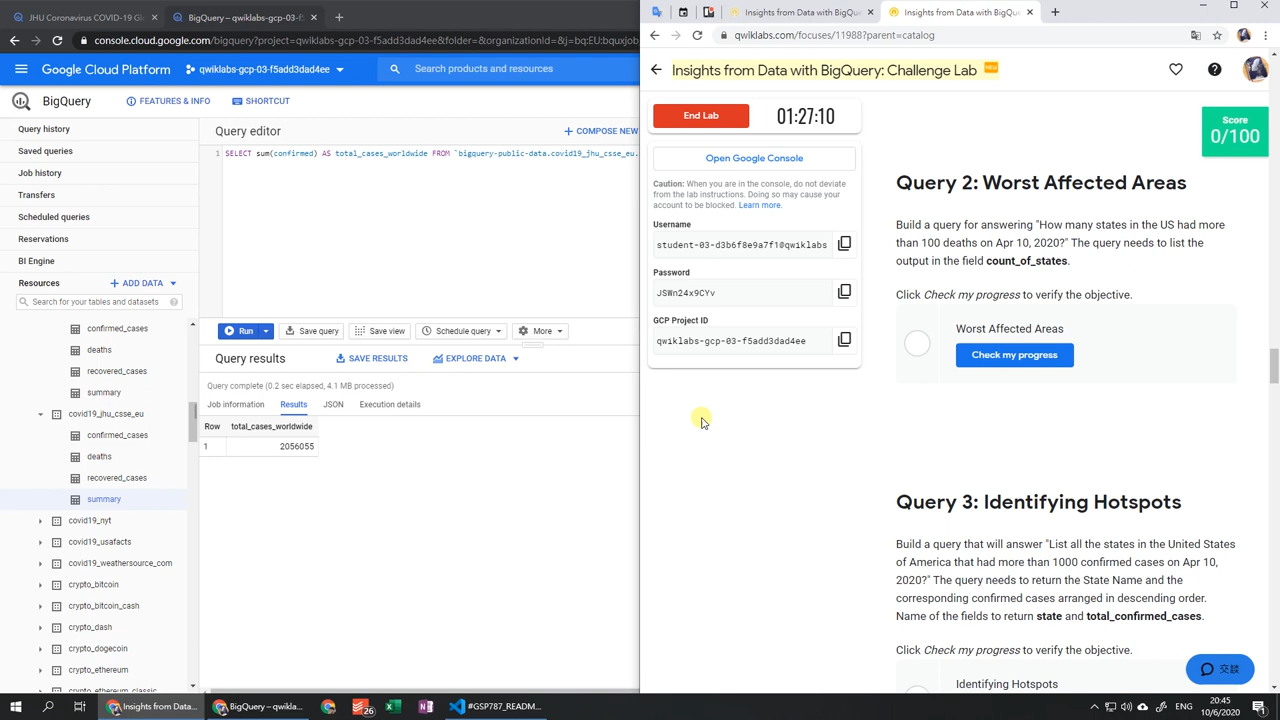 JHU Coronavirus COVID-19 Gl
BigQuery – qwiklabs-gcp-03-f5
console.cloud.google.com/bigquery?project=qwiklabs-gcp-03-f5add3dad4ee&folder=&organizationId=&j=bq:EU:bquxjob
Google Cloud Platform
qwiklabs-gcp-03-f5add3dad4ee
Search products and resources
BigQuery
FEATURES & INFO
SHORTCUT
Query history
Saved queries
Job history
Transfers
Scheduled queries
Reservations
BI Engine
Resources
ADD DATA
Search for your tables and datasets
confirmed_cases
deaths
recovered_cases
summary
covid19_jhu_csse_eu
confirmed_cases
deaths
recovered_cases
summary
covid19_nyt
covid19_usafacts
covid19_weathersource_com
crypto_bitcoin
crypto_bitcoin_cash
crypto_dash
crypto_dogecoin
crypto_ethereum
crypto_ethereum_classic
Query editor
COMPOSE NEW
1 SELECT sum(confirmed) AS total_cases_worldwide FROM `bigquery-public-data.covid19_jhu_csse_eu.
Run
Save query
Save view
Schedule query
More
Query results
SAVE RESULTS
EXPLORE DATA
Query complete (0.2 sec elapsed, 4.1 MB processed)
Job information
Results
JSON
Execution details
Row total_cases_worldwide
1 2056055
Insights from Data with BigQu
Insights from Data with BigQu
qwiklabs.com/focuses/11988?parent=catalog
Insights from Data with BigQuery: Challenge Lab
NEW
End Lab
01:27:10
Open Google Console
Caution: When you are in the console, do not deviate
from the lab instructions. Doing so may cause your
account to be blocked. Learn more.
Username
student-03-d3b6f8e9a7f1@qwiklabs
Password
JSWn24x9CYv
GCP Project ID
qwiklabs-gcp-03-f5add3dad4ee
Score
0/100
Query 2: Worst Affected Areas
Build a query for answering "How many states in the US had more
than 100 deaths on Apr 10, 2020?" The query needs to list the
output in the field count_of_states.
Click Check my progress to verify the objective.
Worst Affected Areas
Check my progress
Query 3: Identifying Hotspots
Build a query that will answer "List all the states in the United States
of America that had more than 1000 confirmed cases on Apr 10,
2020?" The query needs to return the State Name and the
corresponding confirmed cases arranged in descending order.
Name of the fields to return state and total_confirmed_cases.
Click Check my progress to verify the objective.
Identifying Hotspots
交談
Insights from Data...
BigQuery – qwikla...
26
#GSP787_READM...
ENG
20:45
10/6/2020
1